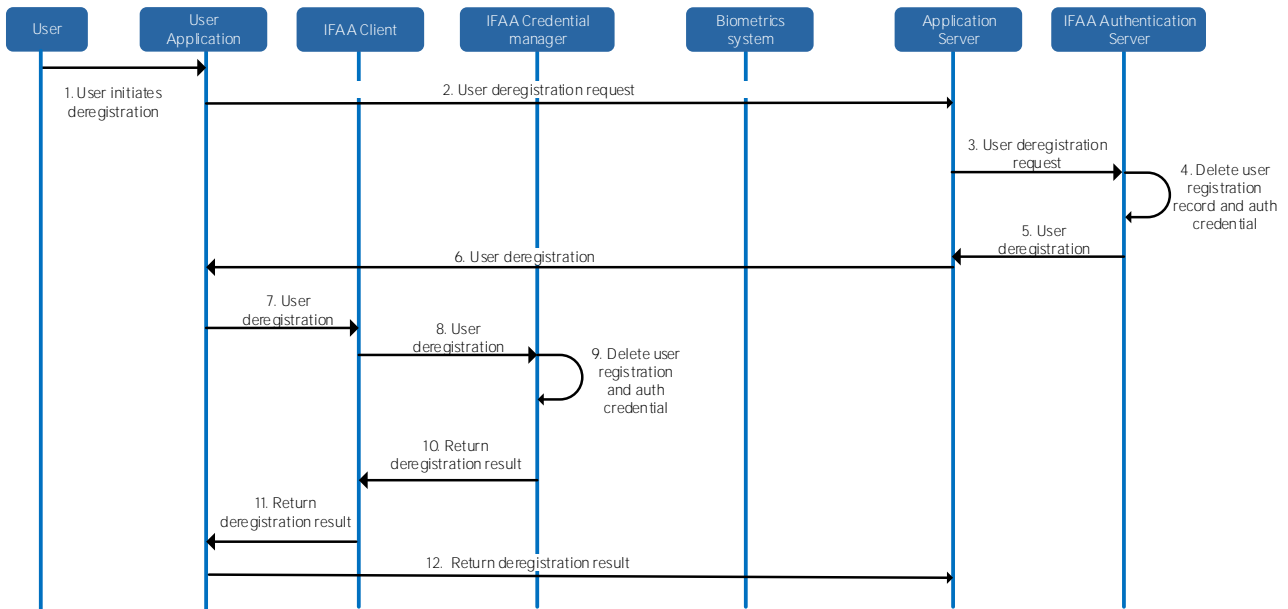 User
User
Application
IFAA Client
IFAA Credential
manager
Biometrics
system
Application
Server
IFAA Authentication
Server
1. User initiates
deregistration
2. User deregistration request
3. User deregistration
request
4. Delete user
registration
record and auth
credential
5. User
deregistration
6. User deregistration
7. User
deregistration
8. User
deregistration
9. Delete user
registration
and auth
credential
10. Return
deregistration result
11. Return
deregistration result
12. Return deregistration result